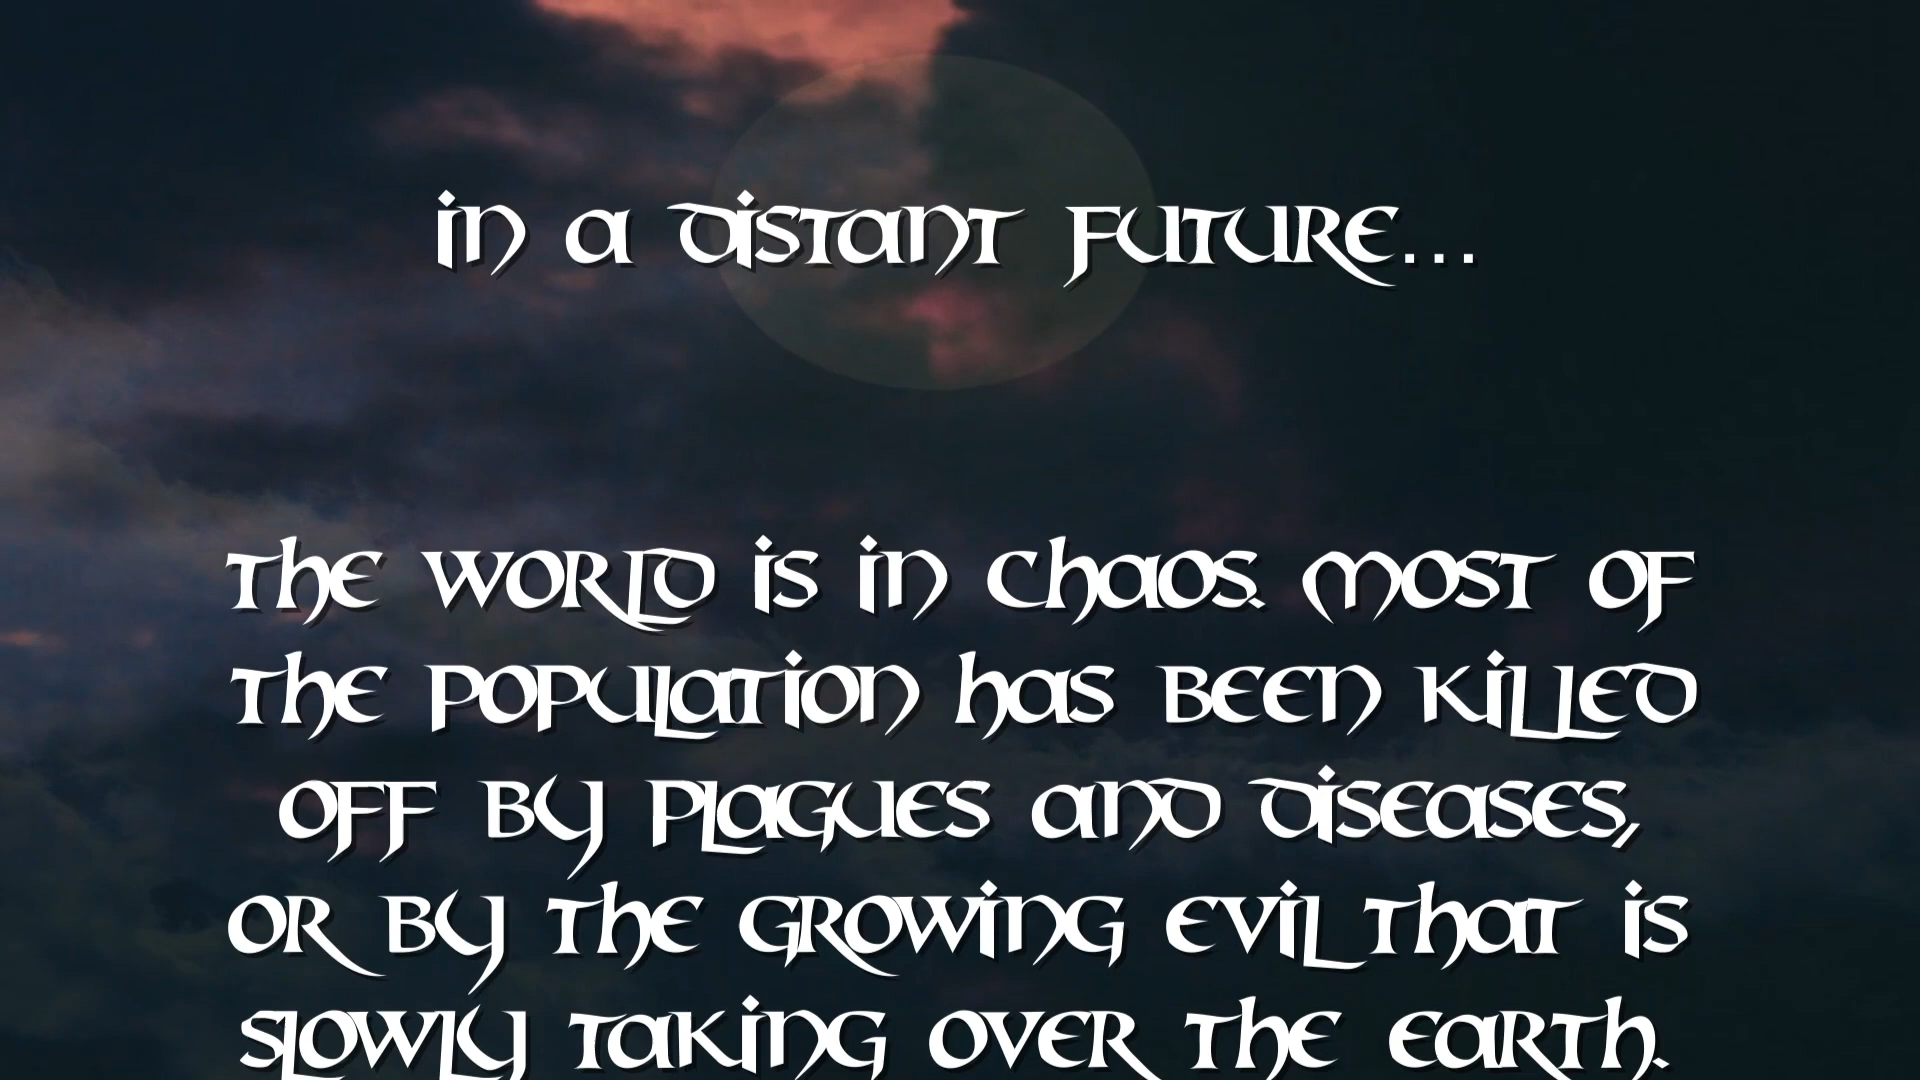 In a distant future...
The world is in chaos. Most of
the population has been killed
off by plagues and diseases,
or by the growing evil that is
slowly taking over the earth.